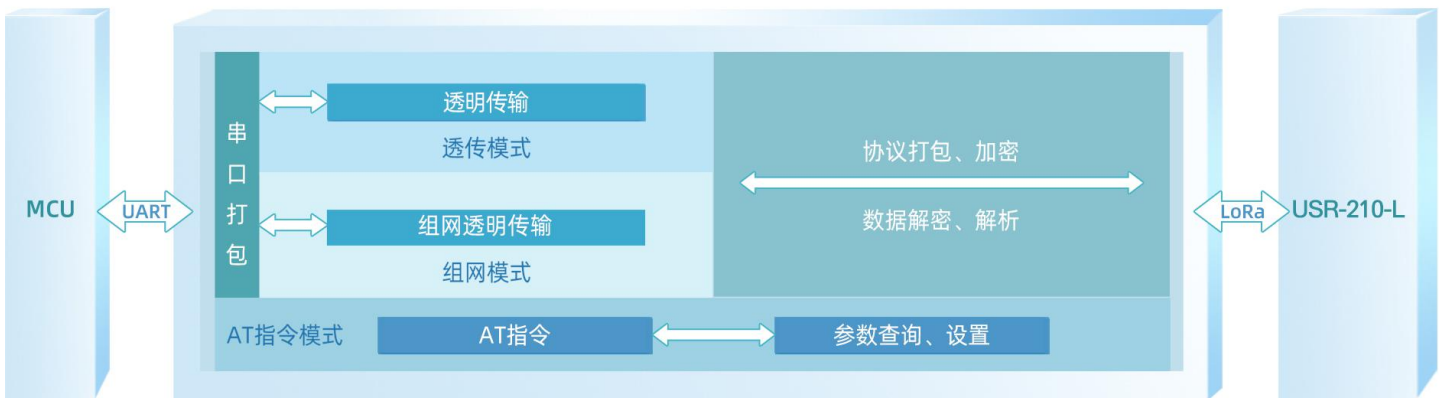 MCU
UART
串口打包
透明传输
透传模式
组网透明传输
组网模式
协议打包、加密
数据解密、解析
AT指令模式
AT指令
参数查询、设置
LoRa
USR-210-L